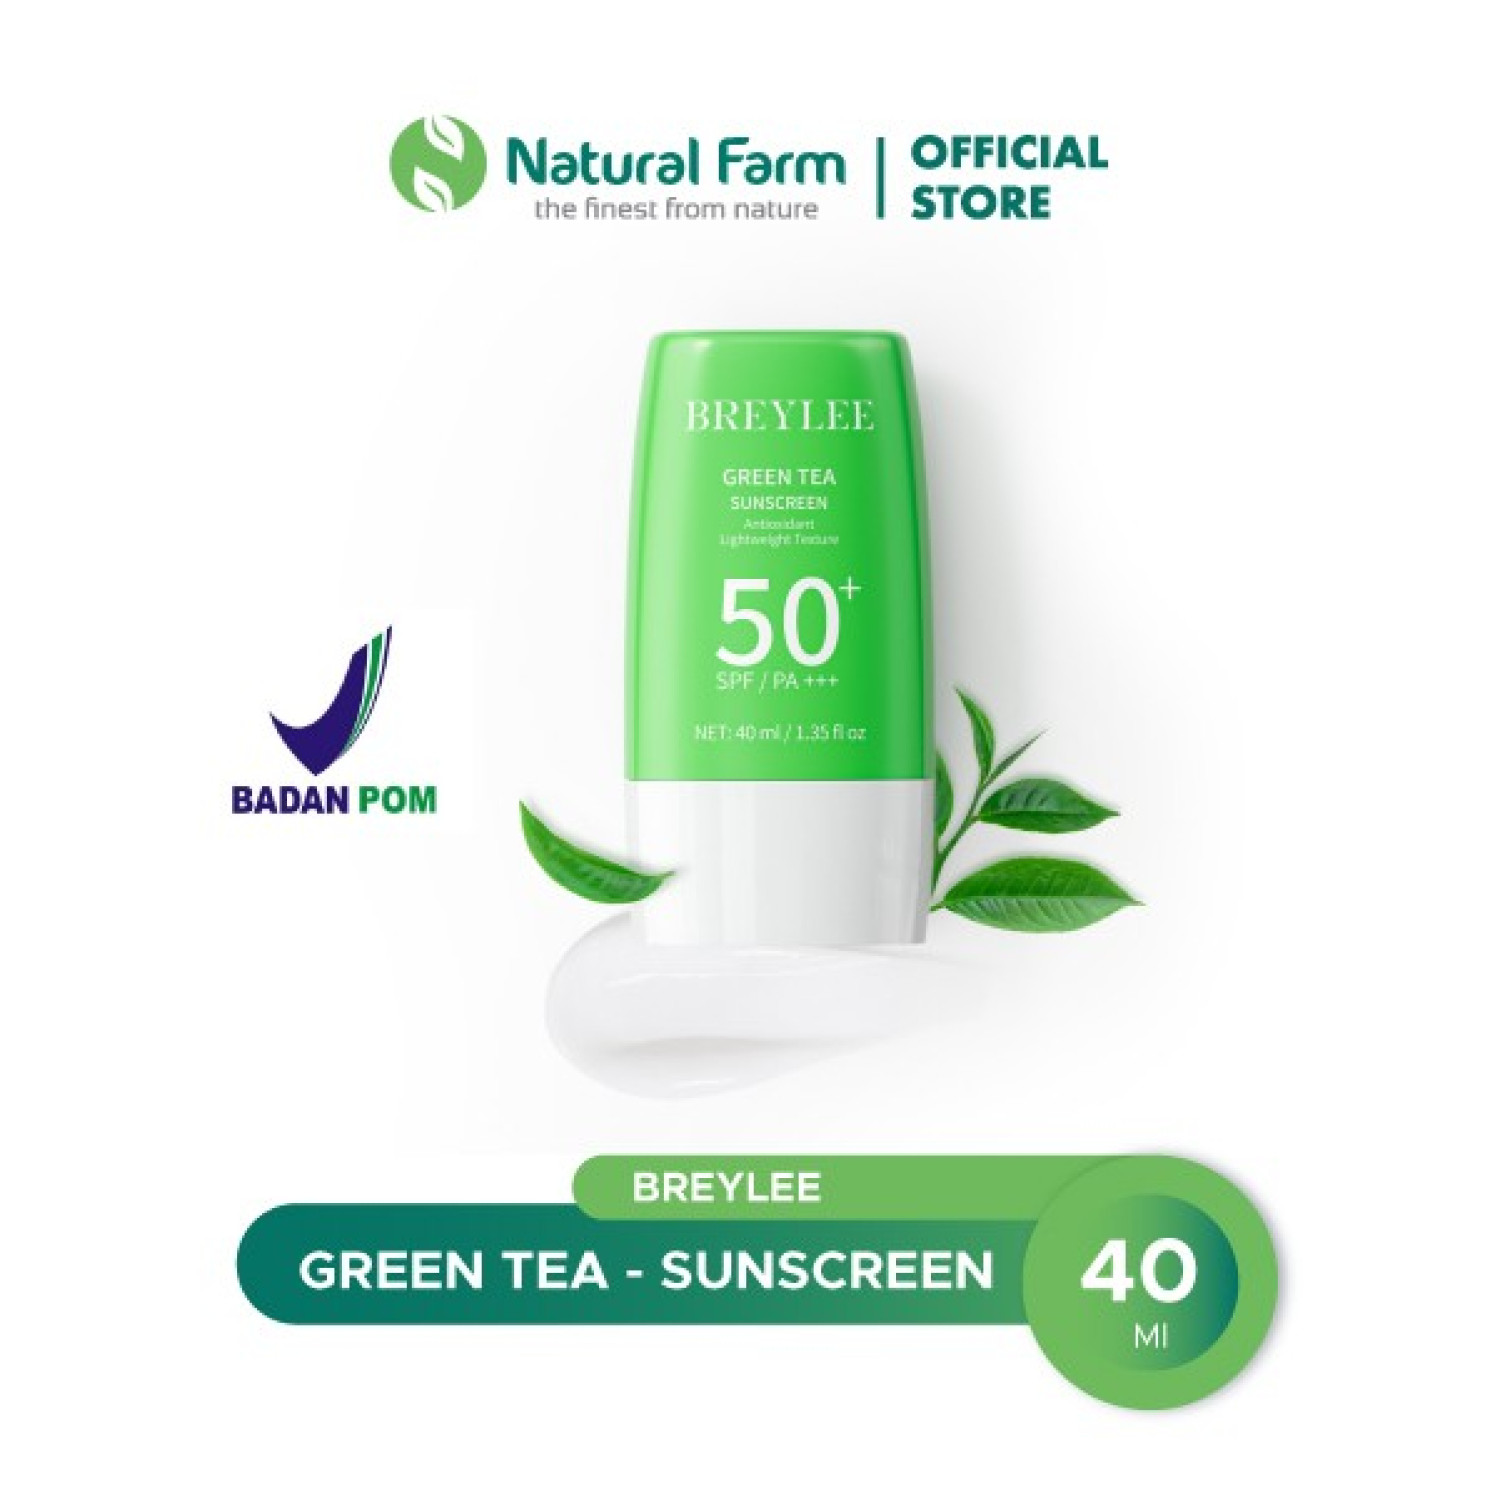 Natural Farm
the finest from nature
OFFICIAL
STORE
BREYLEE
GREEN TEA
SUNSCREEN
Antioxidant
Lightweight Texture
50+
SPF / PA +++
NET: 40 ml / 1.35 fl oz
BADAN POM
BREYLEE
GREEN TEA - SUNSCREEN
40
Ml